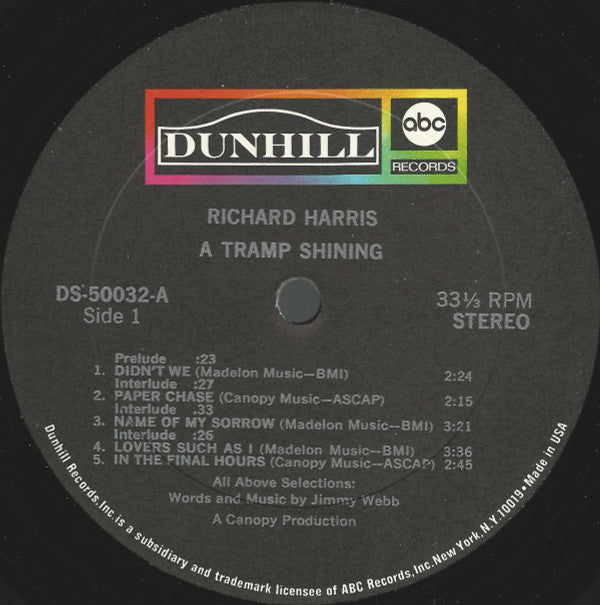 DUNHILL
abc
RECORDS
RICHARD HARRIS
A TRAMP SHINING
DS-50032-A
Side 1
33⅓ RPM
STEREO
Prelude :23
1. DIDN'T WE (Madelon Music—BMI) 2:24
Interlude :27
2. PAPER CHASE (Canopy Music—ASCAP) 2:15
Interlude .33
3. NAME OF MY SORROW (Madelon Music—BMI) 3:21
Interlude :26
4. LOVERS SUCH AS I (Madelon Music—BMI) 3:36
5. IN THE FINAL HOURS (Canopy Music—ASCAP) 2:45
All Above Selections:
Words and Music by Jimmy Webb
A Canopy Production
Dunhill Records, Inc. is a subsidiary and trademark licensee of ABC Records, Inc. New York, N.Y. 10019 • Made in USA